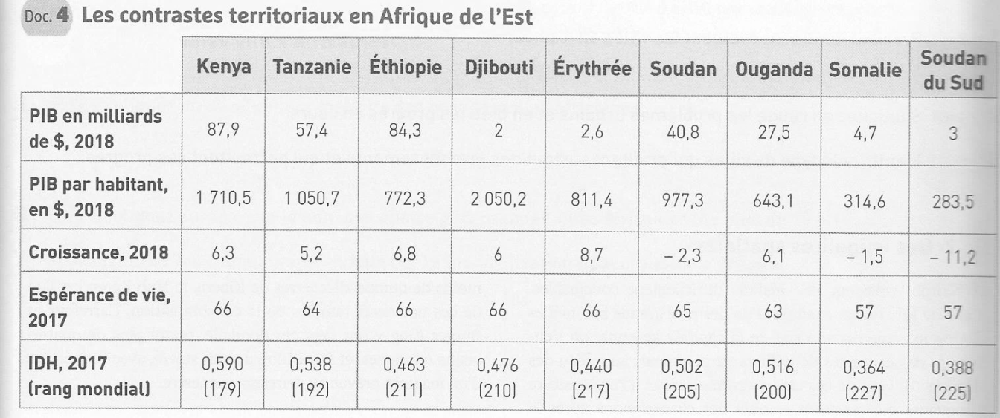 Doc. 4 Les contrastes territoriaux en Afrique de l'Est
Kenya Tanzanie Éthiopie Djibouti Érythrée Soudan Ouganda Somalie Soudan
du Sud
PIB en milliards
de $, 2018 87,9 57,4 84,3 2 2,6 40,8 27,5 4,7 3
PIB par habitant,
en $, 2018 1 710,5 1 050,7 772,3 2 050,2 811,4 977,3 643,1 314,6 283,5
Croissance, 2018 6,3 5,2 6,8 6 8,7 – 2,3 6,1 – 1,5 – 11,2
Espérance de vie,
2017 66 64 66 66 66 65 63 57 57
IDH, 2017 0,590 0,538 0,463 0,476 0,440 0,502 0,516 0,364 0,388
(rang mondial) (179) (192) (211) (210) (217) (205) (200) (227) (225)